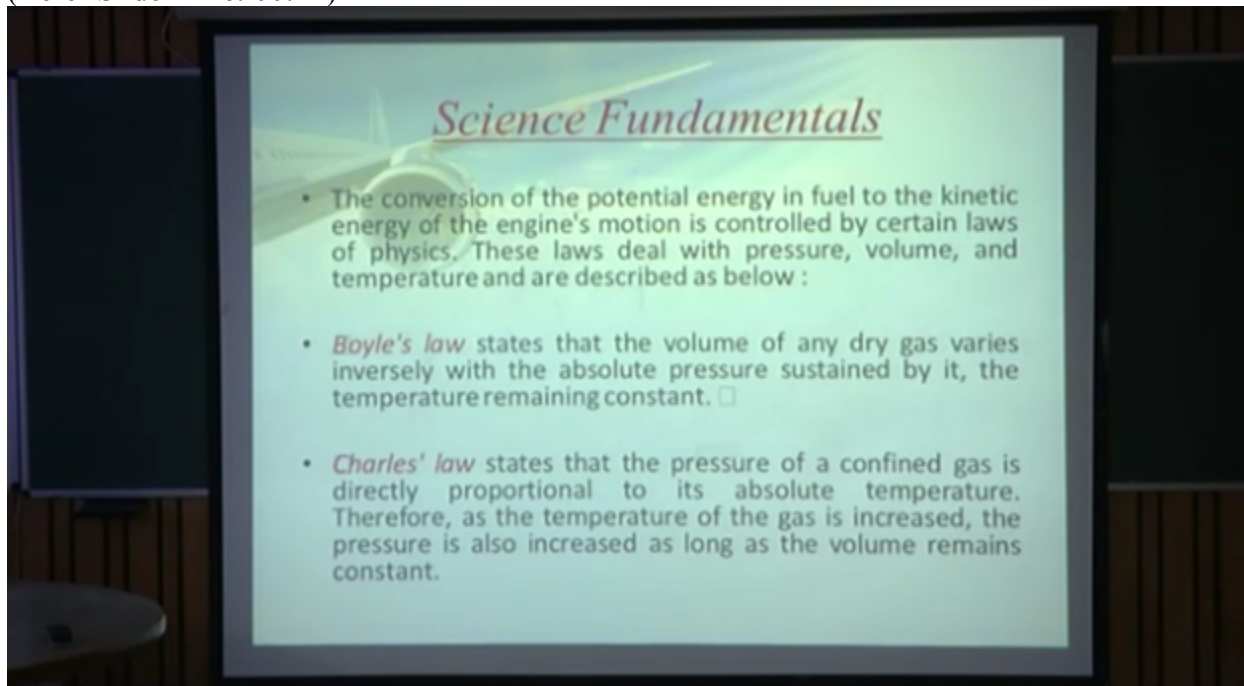 Science Fundamentals
• The conversion of the potential energy in fuel to the kinetic
energy of the engine's motion is controlled by certain laws
of physics. These laws deal with pressure, volume, and
temperature and are described as below :
• Boyle's law states that the volume of any dry gas varies
inversely with the absolute pressure sustained by it, the
temperature remaining constant.
• Charles' law states that the pressure of a confined gas is
directly proportional to its absolute temperature.
Therefore, as the temperature of the gas is increased, the
pressure is also increased as long as the volume remains
constant.